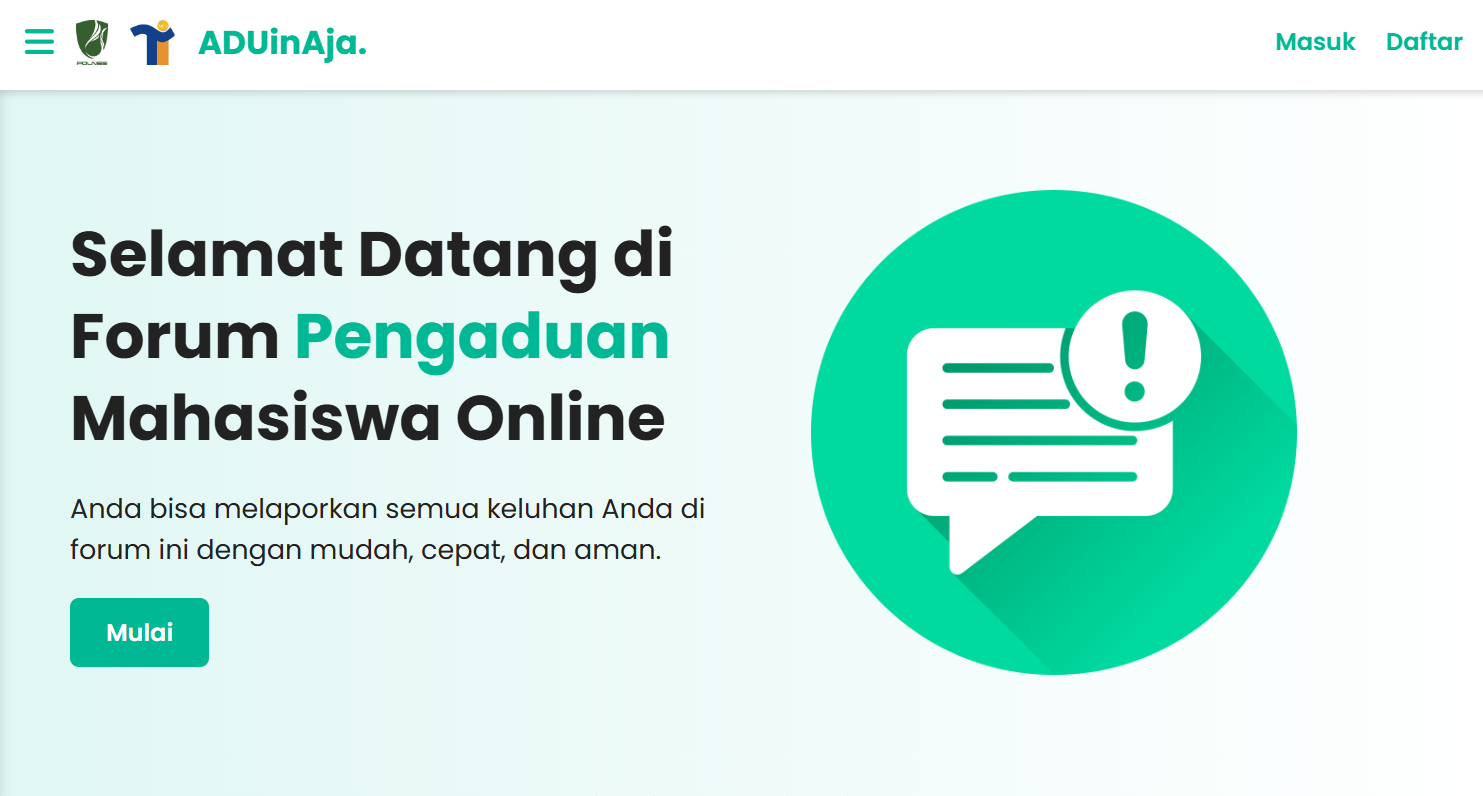 ADUinAja.
Masuk
Daftar
Selamat Datang di
Forum Pengaduan
Mahasiswa Online
Anda bisa melaporkan semua keluhan Anda di
forum ini dengan mudah, cepat, dan aman.
Mulai